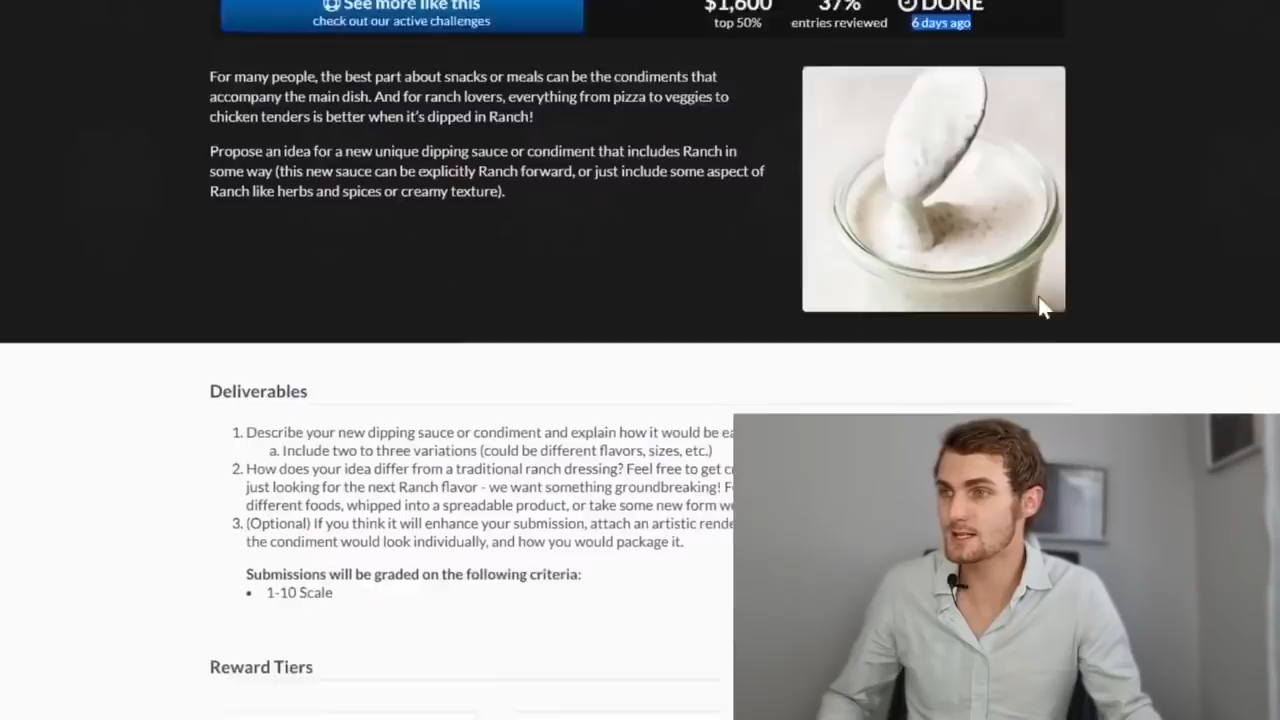 See more like this
check out our active challenges
$1,600
top 50%
37%
entries reviewed
DONE
6 days ago
For many people, the best part about snacks or meals can be the condiments that
accompany the main dish. And for ranch lovers, everything from pizza to veggies to
chicken tenders is better when it's dipped in Ranch!
Propose an idea for a new unique dipping sauce or condiment that includes Ranch in
some way (this new sauce can be explicitly Ranch forward, or just include some aspect of
Ranch like herbs and spices or creamy texture).
Deliverables
1. Describe your new dipping sauce or condiment and explain how it would be
a. Include two to three variations (could be different flavors, sizes, etc.)
2. How does your idea differ from a traditional ranch dressing? Feel free to get
just looking for the next Ranch flavor - we want something groundbreaking!
different foods, whipped into a spreadable product, or take some new form
3. (Optional) If you think it will enhance your submission, attach an artistic
the condiment would look individually, and how you would package it.
Submissions will be graded on the following criteria:
• 1-10 Scale
Reward Tiers